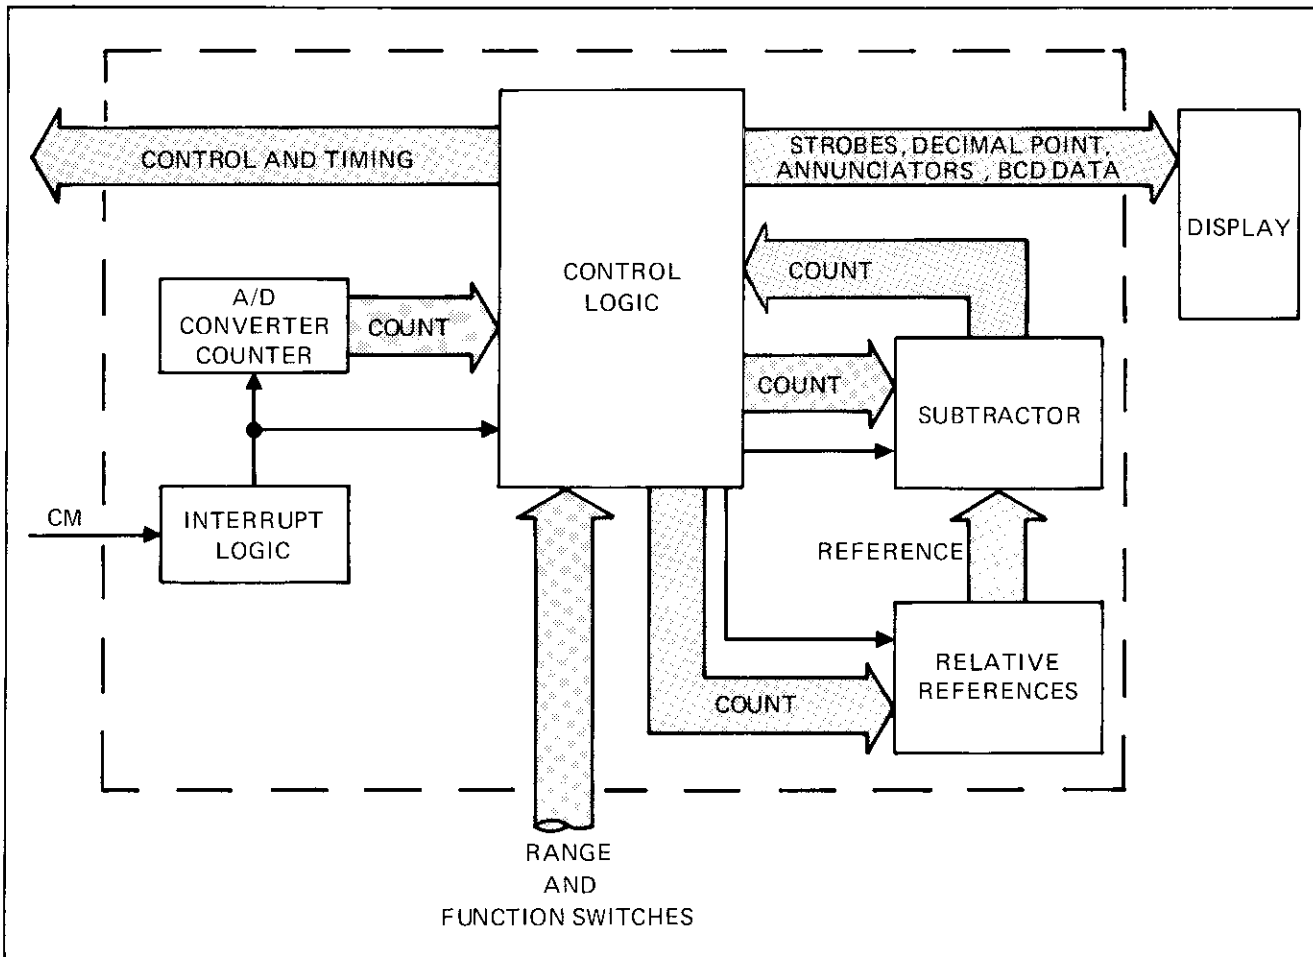 CONTROL AND TIMING
STROBES, DECIMAL POINT,
ANNUNCIATORS , BCD DATA
DISPLAY
CONTROL
LOGIC
COUNT
A/D
CONVERTER
COUNTER
COUNT
COUNT
SUBTRACTOR
CM
INTERRUPT
LOGIC
REFERENCE
RELATIVE
REFERENCES
COUNT
RANGE
AND
FUNCTION SWITCHES